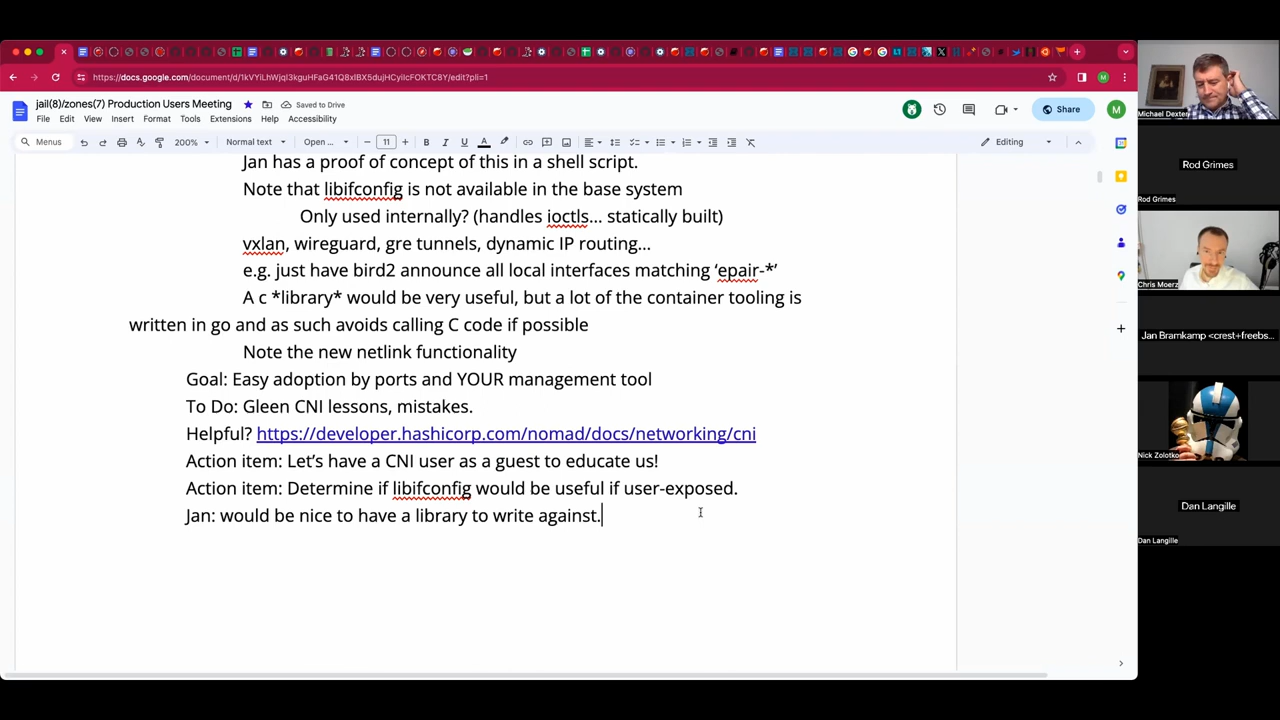 https://docs.google.com/document/d/1kVYiLhWjqI3kguHFaG41Q8xIBX5dujHCyiIcFOKTC8Y/edit?pli=1
M
jail(8)/zones(7) Production Users Meeting
Saved to Drive
File Edit View Insert Format Tools Extensions Help Accessibility
Share
M
Menus
200%
Normal text
Open ...
11
B I U A
Editing
Jan has a proof of concept of this in a shell script.
Note that libifconfig is not available in the base system
Only used internally? (handles ioctls... statically built)
vxlan, wireguard, gre tunnels, dynamic IP routing...
e.g. just have bird2 announce all local interfaces matching ‘epair-*’
A c *library* would be very useful, but a lot of the container tooling is
written in go and as such avoids calling C code if possible
Note the new netlink functionality
Goal: Easy adoption by ports and YOUR management tool
To Do: Gleen CNI lessons, mistakes.
Helpful? https://developer.hashicorp.com/nomad/docs/networking/cni
Action item: Let’s have a CNI user as a guest to educate us!
Action item: Determine if libifconfig would be useful if user-exposed.
Jan: would be nice to have a library to write against.
Michael Dexter
Rod Grimes
Rod Grimes
Chris Moerz
Jan Bramkamp <crest+freebs...
Nick Zolotko
Dan Langille
Dan Langille